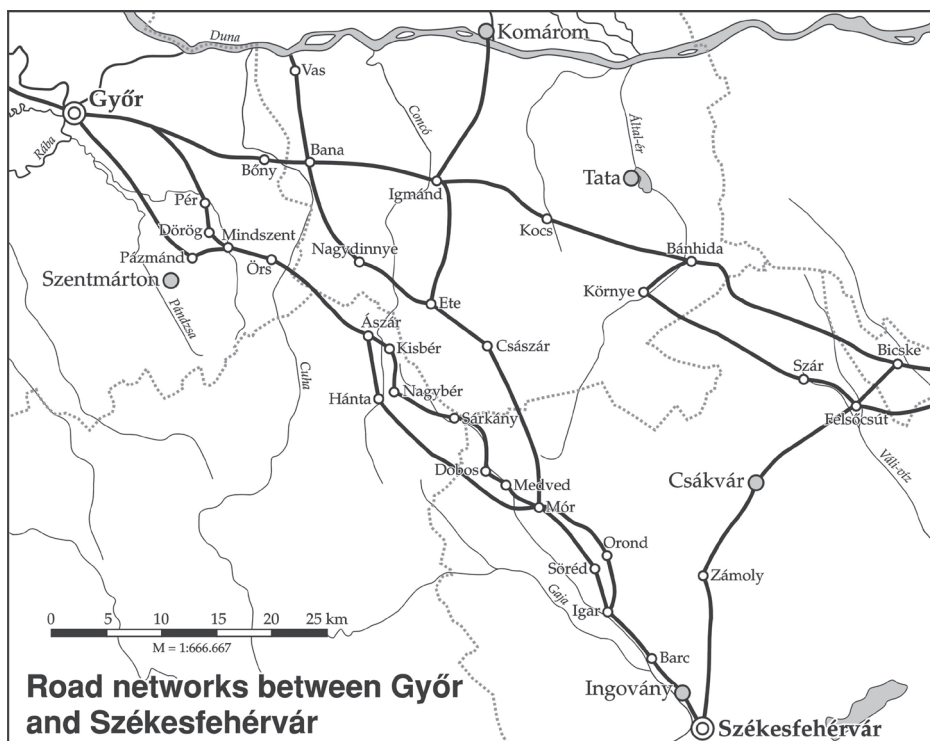 Duna
Komárom
Vas
Győr
Concó
Által-ér
Rába
Bőny
Bana
Igmánd
Tata
Pér
Kocs
Dörög
Mindszent
Pázmánd
Örs
Nagydinnye
Bánhida
Szentmárton
Környe
Pándzsa
Ete
Ászár
Kisbér
Császár
Bicske
Cuha
Szár
Hánta
Nagybér
Sárkány
Felsőcsút
Váli-víz
Dobos
Medved
Csákvár
Mór
Orond
Söréd
Zámoly
Gaja
Igar
0 5 10 15 20 25 km
M = 1:666.667
Barc
Ingovány
Road networks between Győr
and Székesfehérvár
Székesfehérvár